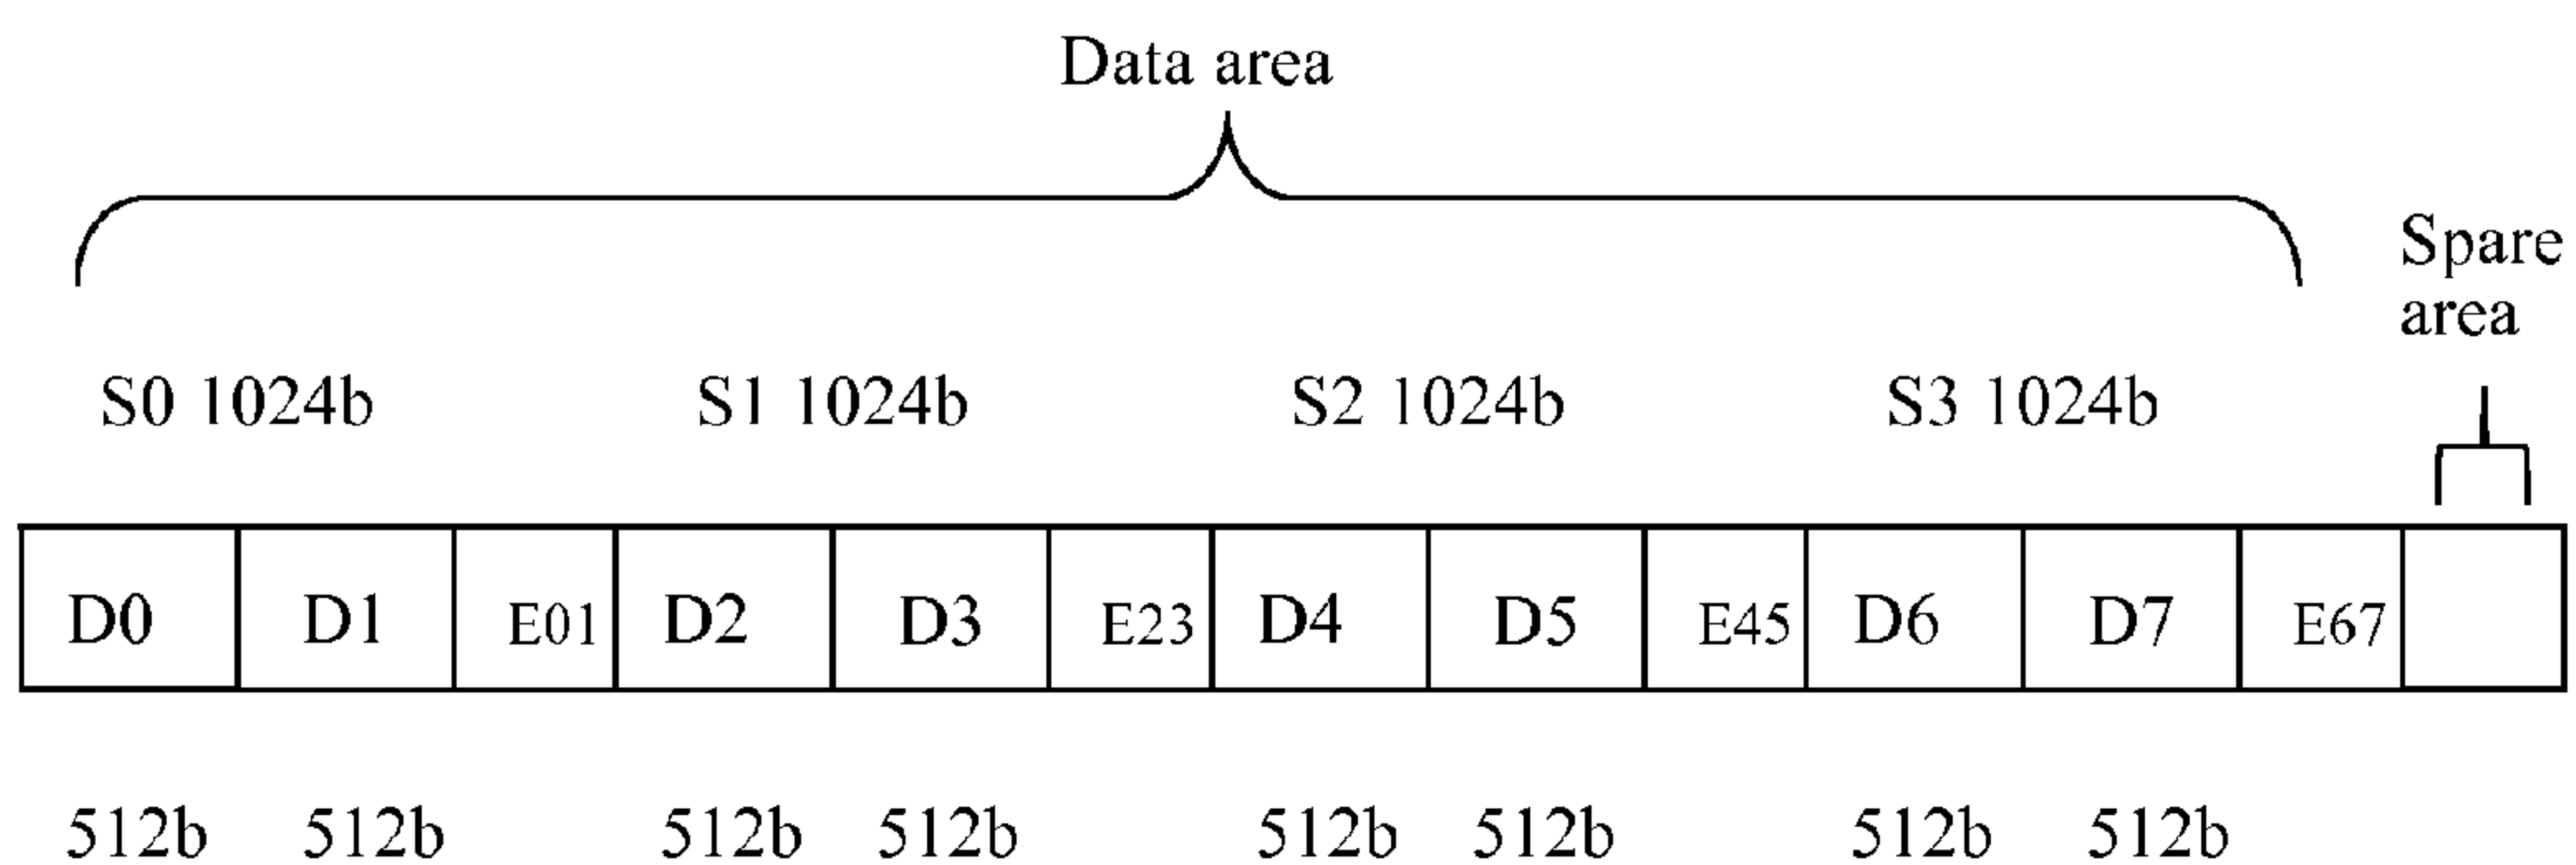 Data area
Spare
area
S0 1024b S1 1024b S2 1024b S3 1024b
D0 D1 E01 D2 D3 E23 D4 D5 E45 D6 D7 E67
512b 512b 512b 512b 512b 512b 512b 512b